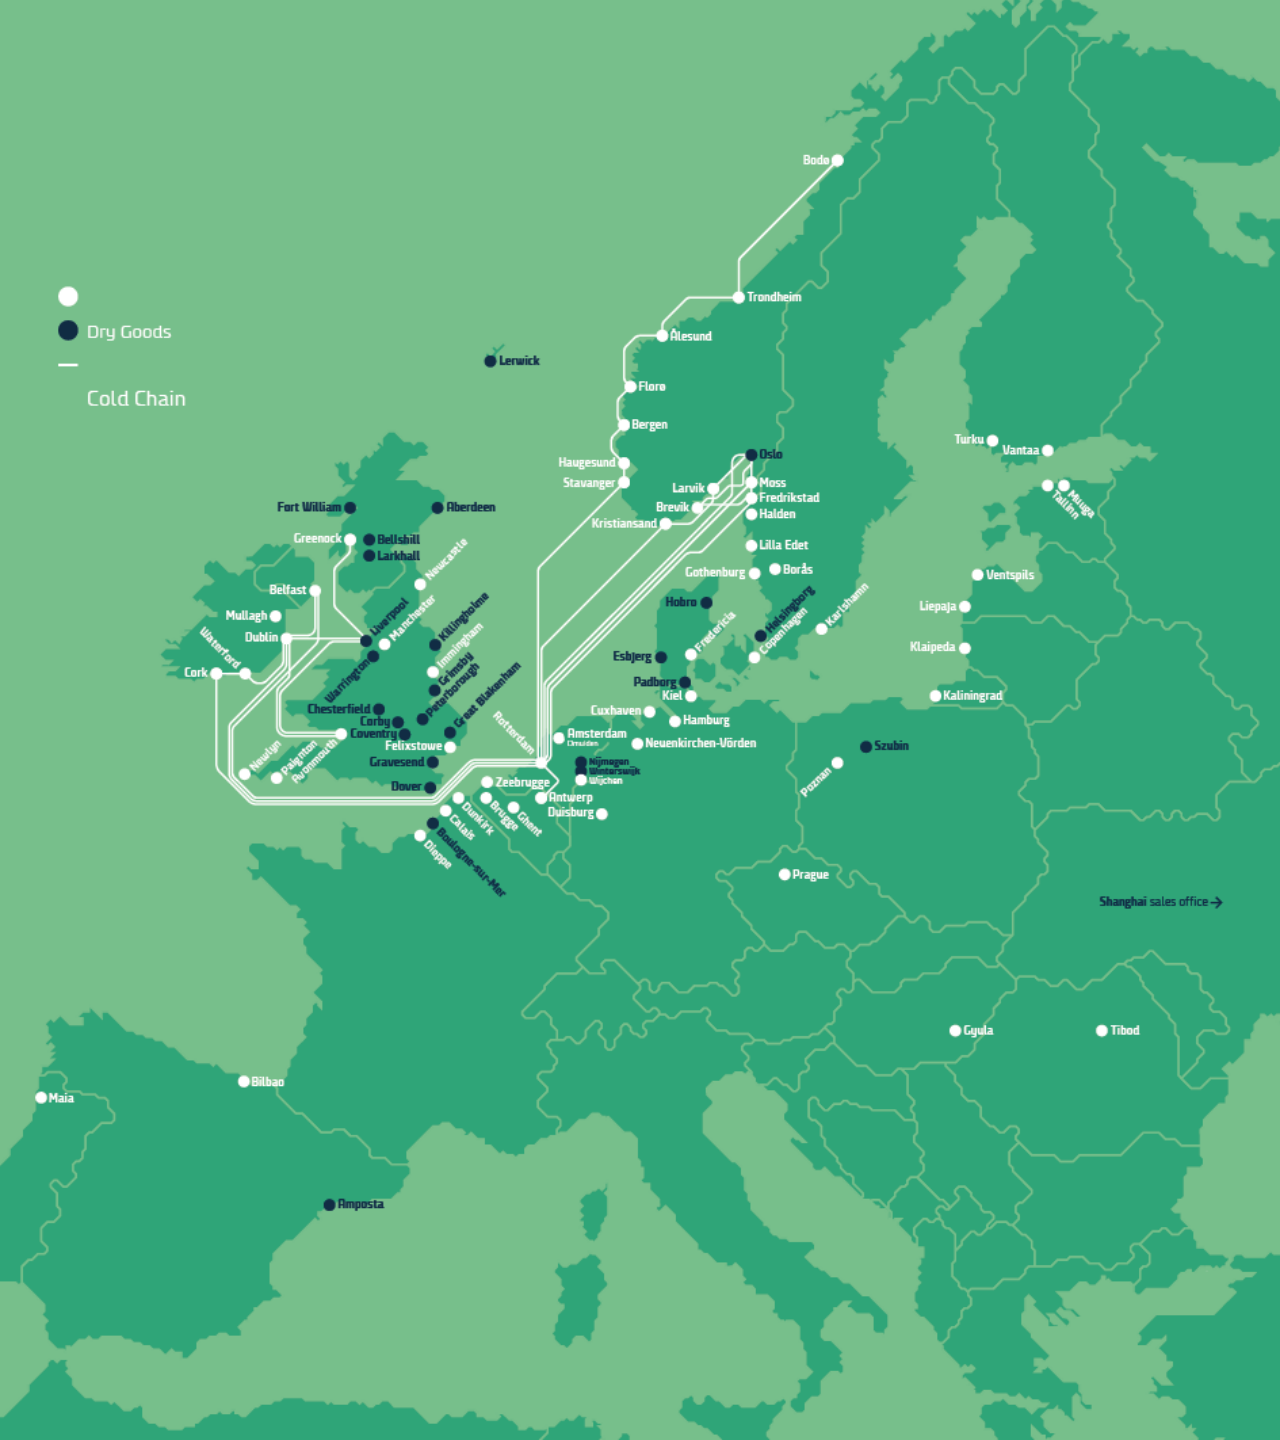 Bodø
Trondheim
Ålesund
Dry Goods
Lerwick
Florø
Cold Chain
Bergen
Turku
Vantaa
Oslo
Haugesund
Stavanger
Moss
Larvik
Fredrikstad
Muuga
Tallinn
Fort William
Aberdeen
Brevik
Halden
Kristiansand
Greenock
Bellshill
Larkhall
Lilla Edet
Newcastle
Gothenburg
Borås
Ventspils
Belfast
Hobro
Helsingborg
Karlshamn
Liepaja
Mullagh
Liverpool
Manchester
Killingholme
Fredericia
Copenhagen
Dublin
Waterford
Immingham
Esbjerg
Klaipeda
Cork
Warrington
Grimsby
Peterborough
Great Blakenham
Padborg
Kiel
Kaliningrad
Chesterfield
Corby
Cuxhaven
Hamburg
Coventry
Rotterdam
Amsterdam
IJmuiden
Neuenkirchen-Vörden
Szubin
Felixstowe
Newlyn
Paignton
Avonmouth
Gravesend
Nijmegen
Winterswijk
Wijchen
Poznan
Dover
Zeebrugge
Antwerp
Duisburg
Dunkirk
Brugge
Ghent
Calais
Boulogne-sur-Mer
Dieppe
Prague
Shanghai sales office →
Gyula
Tibod
Bilbao
Maia
Amposta